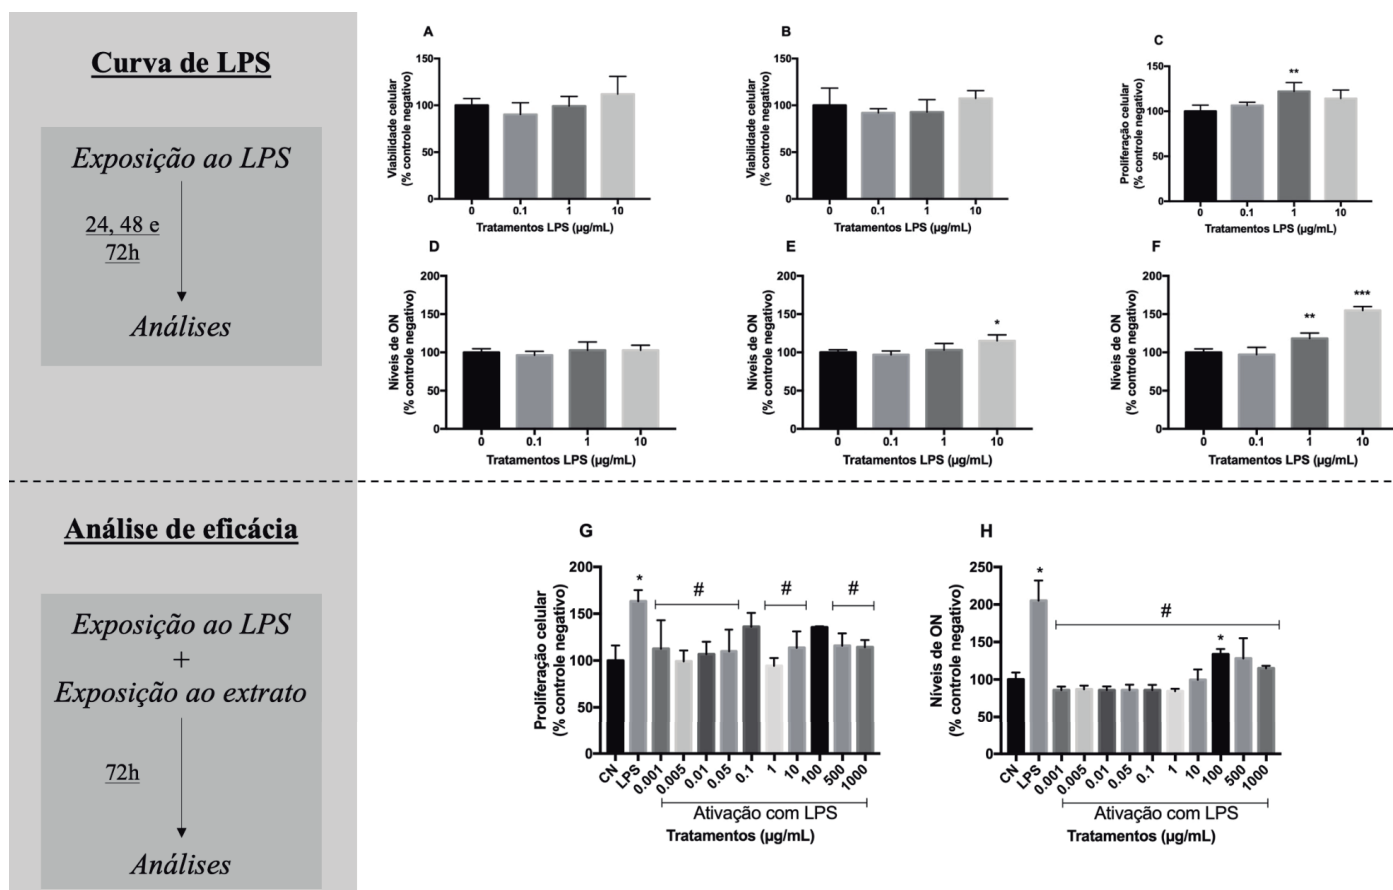 Curva de LPS
Exposição ao LPS
24, 48 e
72h
Análises
A
Viabilidade celular
(% controle negativo)
150
100
50
0
0 0.1 1 10
Tratamentos LPS (µg/mL)
B
Viabilidade celular
(% controle negativo)
150
100
50
0
0 0.1 1 10
Tratamentos LPS (µg/mL)
C
Proliferação celular
(% controle negativo)
150
100
50
0
**
0 0.1 1 10
Tratamentos LPS (µg/mL)
D
Níveis de ON
(% controle negativo)
200
150
100
50
0
0 0.1 1 10
Tratamentos LPS (µg/mL)
E
Níveis de ON
(% controle negativo)
200
150
100
50
0
*
0 0.1 1 10
Tratamentos LPS (µg/mL)
F
Níveis de ON
(% controle negativo)
200
150
100
50
0
** ***
0 0.1 1 10
Tratamentos LPS (µg/mL)
Análise de eficácia
Exposição ao LPS
+
Exposição ao extrato
72h
Análises
G
Proliferação celular
(% controle negativo)
200
150
100
50
0
* # # #
CN LPS 0.001 0.005 0.01 0.05 0.1 1 10 100 500 1000
Ativação com LPS
Tratamentos (µg/mL)
H
Níveis de ON
(% controle negativo)
250
200
150
100
50
0
* # *
CN LPS 0.001 0.005 0.01 0.05 0.1 1 10 100 500 1000
Ativação com LPS
Tratamentos (µg/mL)